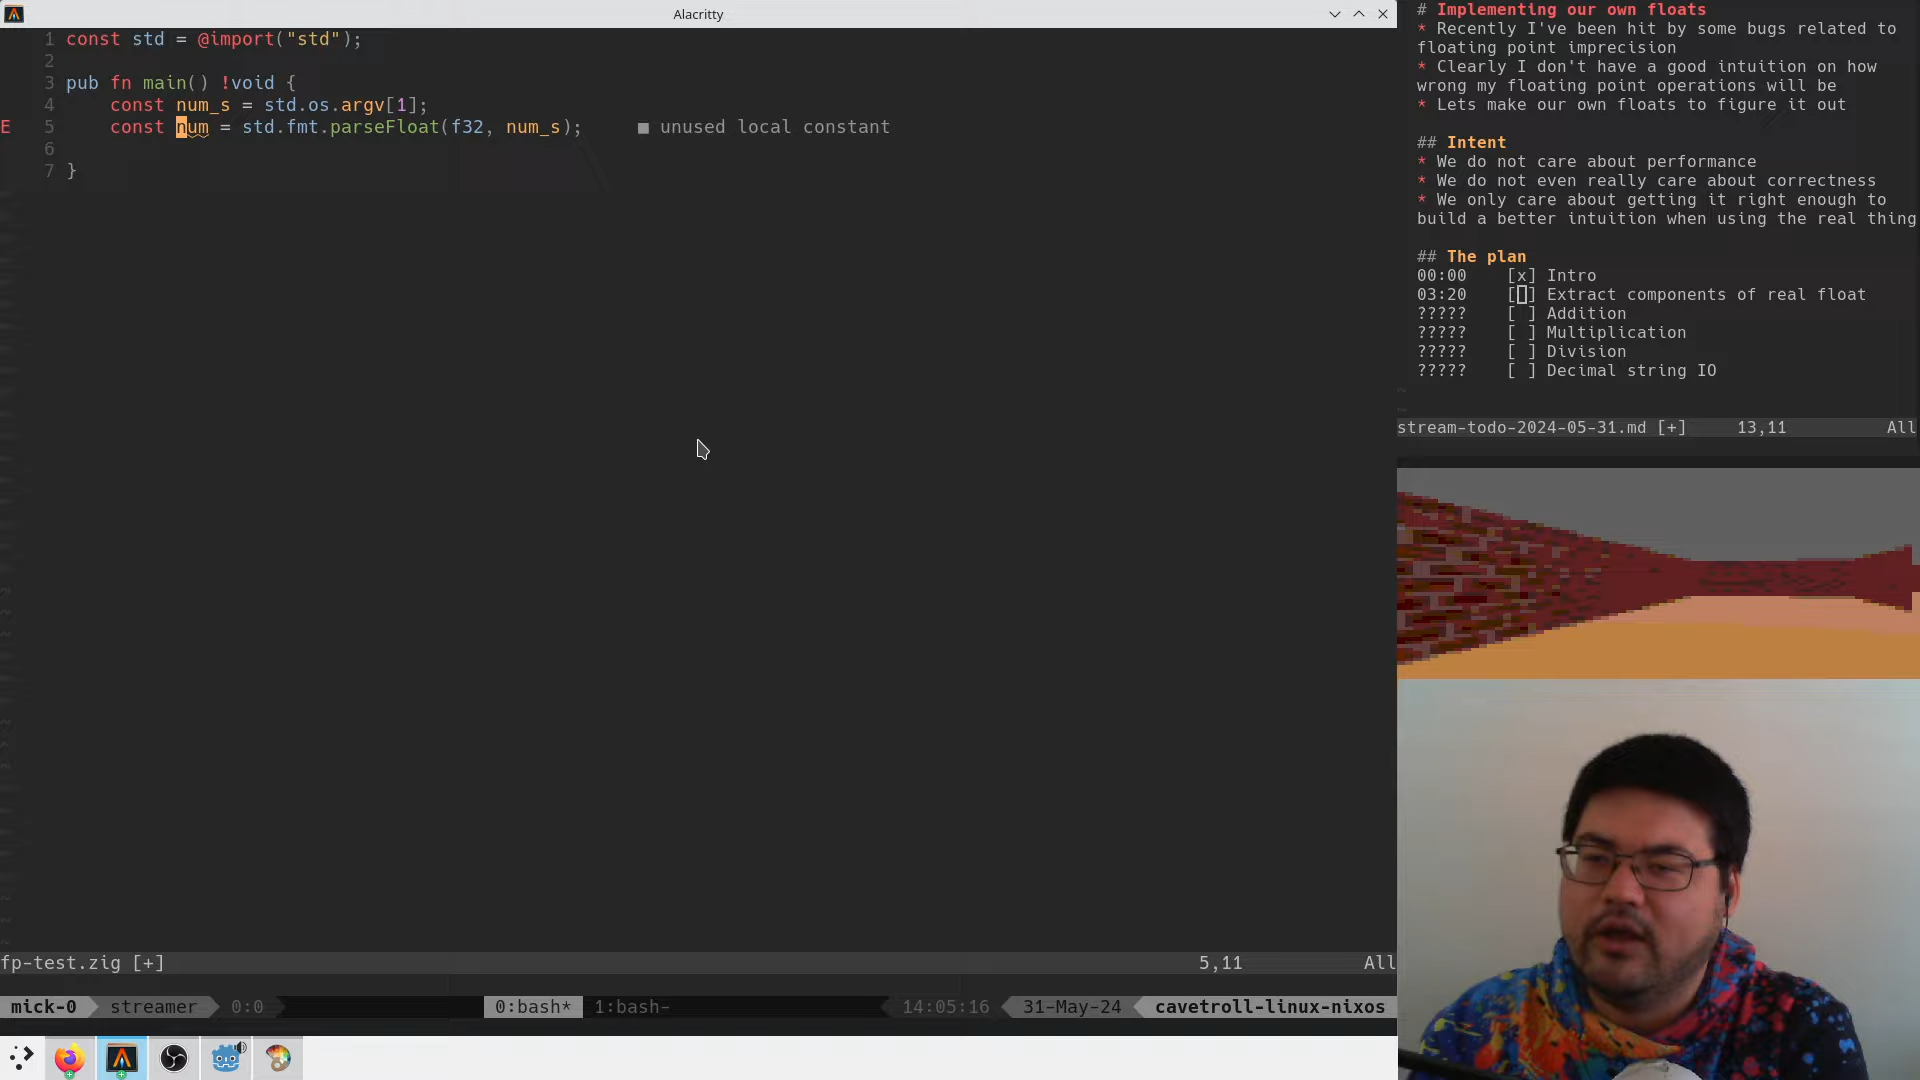 Alacritty
1 const std = @import("std");
2
3 pub fn main() !void {
4     const num_s = std.os.argv[1];
E 5     const num = std.fmt.parseFloat(f32, num_s);     ■ unused local constant
6
7 }
fp-test.zig [+] 5,11 All
mick-0 streamer 0:0 0:bash* 1:bash- 14:05:16 31-May-24 cavetroll-linux-nixos
# Implementing our own floats
* Recently I've been hit by some bugs related to
floating point imprecision
* Clearly I don't have a good intuition on how
wrong my floating point operations will be
* Lets make our own floats to figure it out
## Intent
* We do not care about performance
* We do not even really care about correctness
* We only care about getting it right enough to
build a better intuition when using the real thing
## The plan
00:00    [x] Intro
03:20    [ ] Extract components of real float
?????    [ ] Addition
?????    [ ] Multiplication
?????    [ ] Division
?????    [ ] Decimal string IO
stream-todo-2024-05-31.md [+] 13,11 All